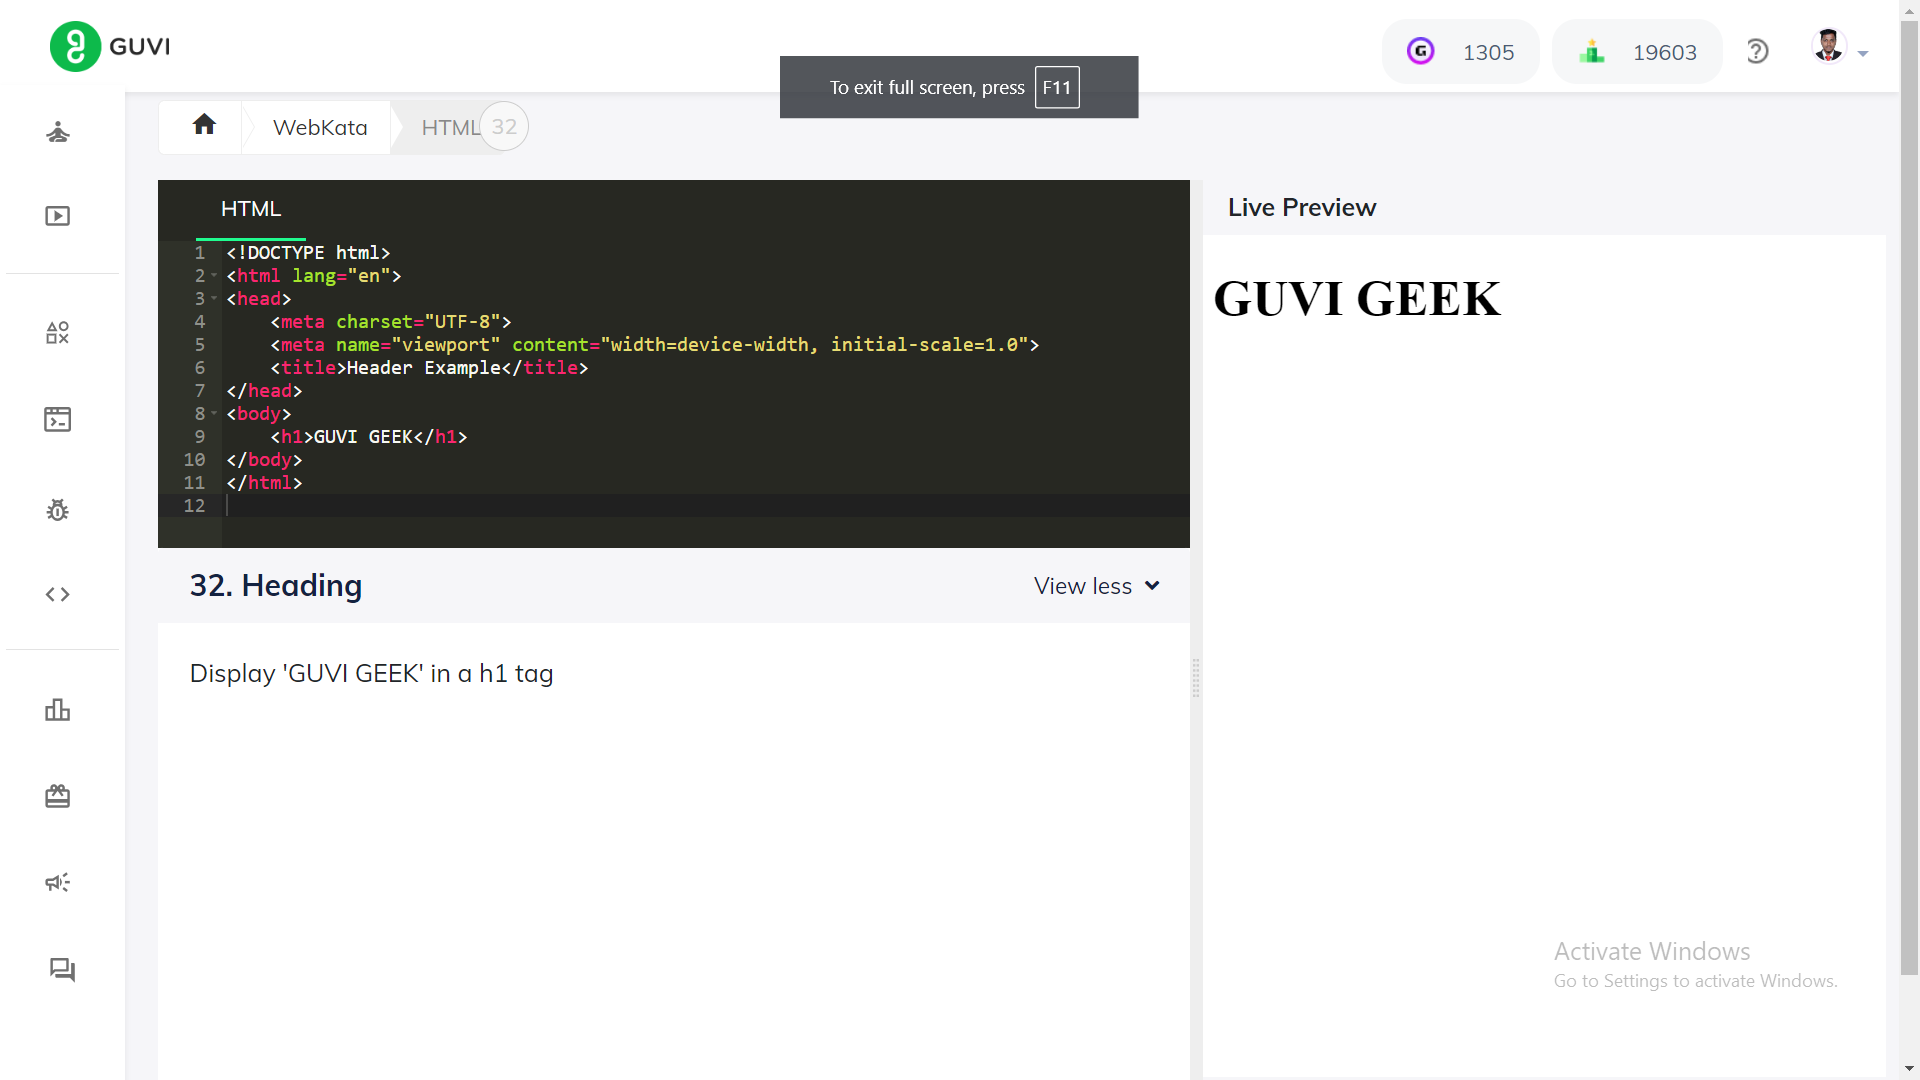 GUVI
1305
19603
To exit full screen, press F11
WebKata
HTML
32
HTML
1 <!DOCTYPE html>
2 <html lang="en">
3 <head>
4     <meta charset="UTF-8">
5     <meta name="viewport" content="width=device-width, initial-scale=1.0">
6     <title>Header Example</title>
7 </head>
8 <body>
9     <h1>GUVI GEEK</h1>
10 </body>
11 </html>
12
Live Preview
GUVI GEEK
32. Heading
View less
Display 'GUVI GEEK' in a h1 tag
Activate Windows
Go to Settings to activate Windows.